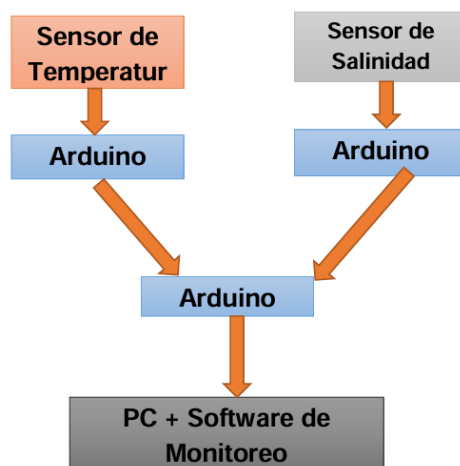 Sensor de
Temperatur
Sensor de
Salinidad
Arduino
Arduino
Arduino
PC + Software de
Monitoreo